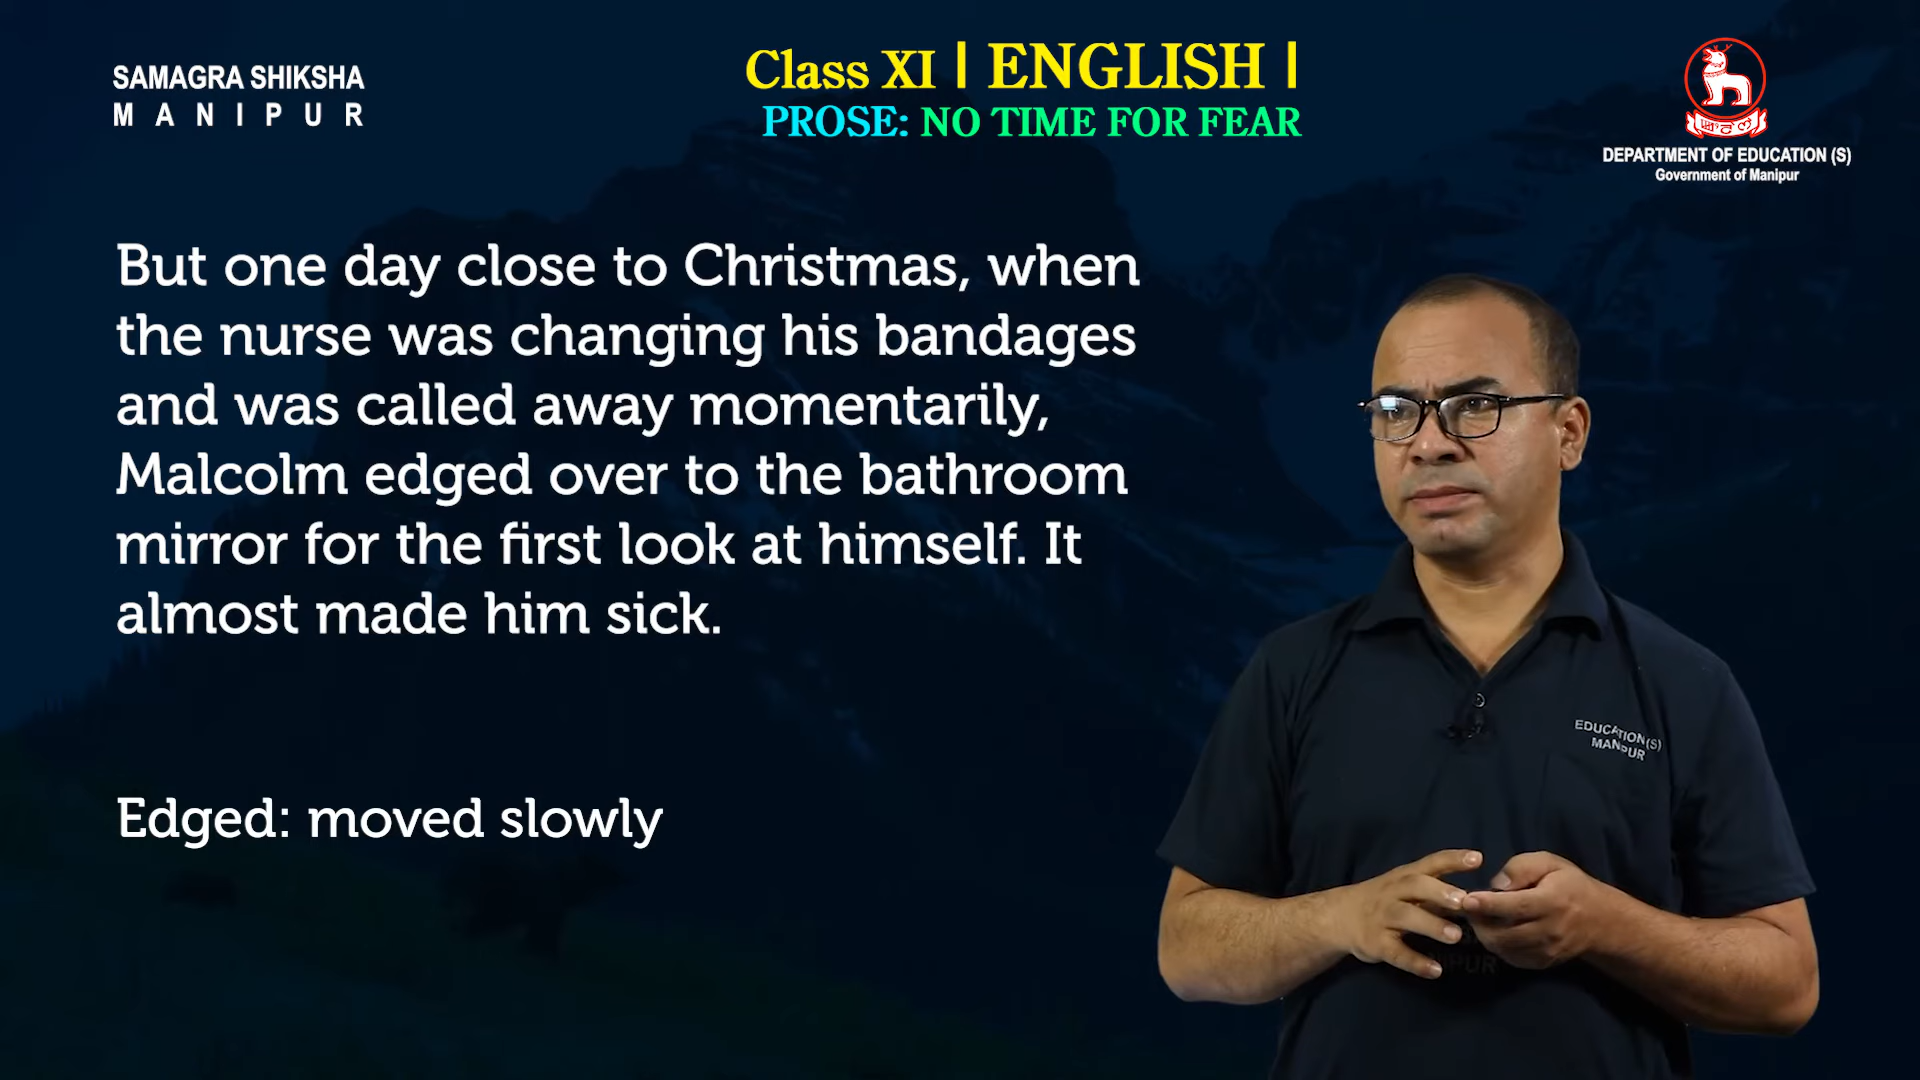 SAMAGRA SHIKSHA
MANIPUR
Class XI | ENGLISH |
PROSE: NO TIME FOR FEAR
DEPARTMENT OF EDUCATION (S)
Government of Manipur
But one day close to Christmas, when
the nurse was changing his bandages
and was called away momentarily,
Malcolm edged over to the bathroom
mirror for the first look at himself. It
almost made him sick.
Edged: moved slowly
EDUCATION(S)
MANIPUR